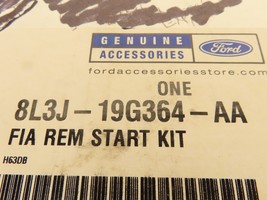 GENUINE
ACCESSORIES
Ford
fordaccessoriesstore.com
ONE
8L3J-19G364-AA
FIA REM START KIT
H63DB